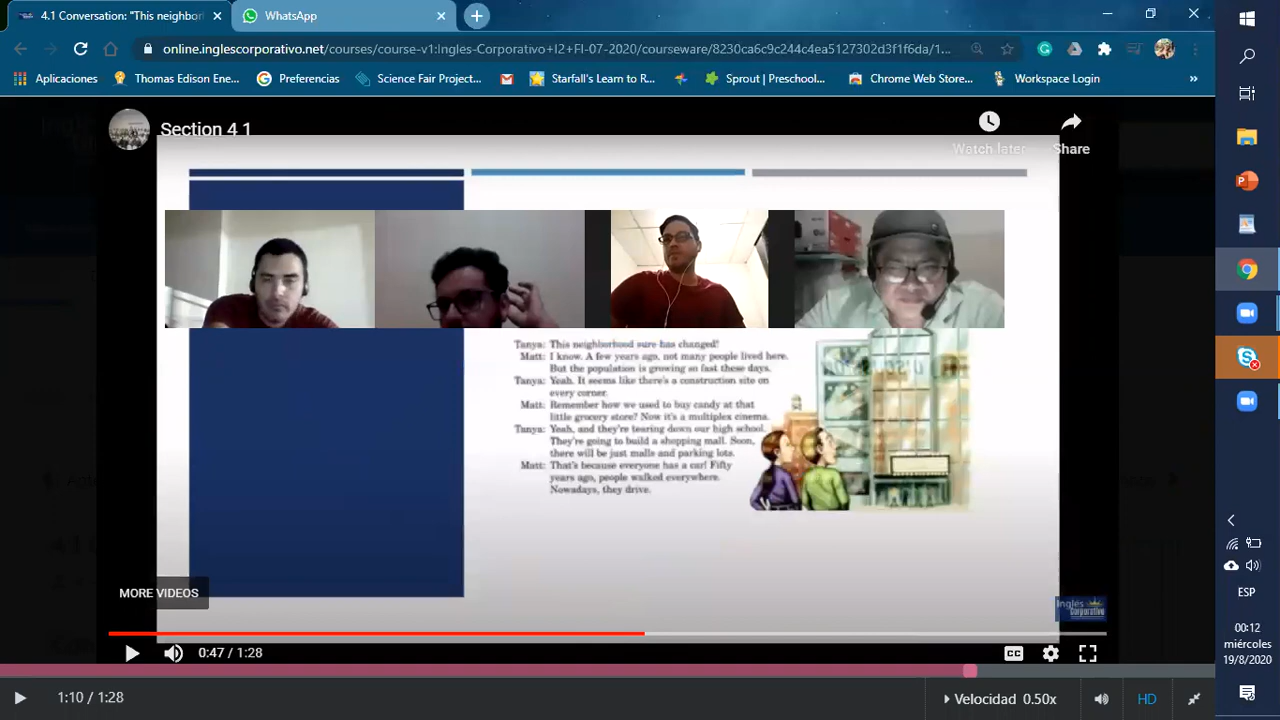 4.1 Conversation: "This neighbor
WhatsApp
online.inglescorporativo.net/courses/course-v1:Ingles-Corporativo+I2+FI-07-2020/courseware/8230ca6c9c244c4ea5127302d3f1f6da/1...
Aplicaciones
Thomas Edison Ene...
Preferencias
Science Fair Project...
Starfall's Learn to R...
Sprout | Preschool...
Chrome Web Store...
Workspace Login
»
Section 4 1
Watch later
Share
Tanya: This neighborhood sure has changed!
Matt: I know. A few years ago, not many people lived here.
But the population is growing so fast these days.
Tanya: Yeah. It seems like there's a construction site on
every corner.
Matt: Remember how we used to buy candy at that
little grocery store? Now it's a multiplex cinema.
Tanya: Yeah, and they're tearing down our high school.
They're going to build a shopping mall. Soon,
there will be just malls and parking lots.
Matt: That's because everyone has a car! Fifty
years ago, people walked everywhere.
Nowadays, they drive.
MORE VIDEOS
Inglés
Corporativo
0:47 / 1:28
CC
1:10 / 1:28
Velocidad 0.50x
HD
ESP
00:12
miércoles
19/8/2020